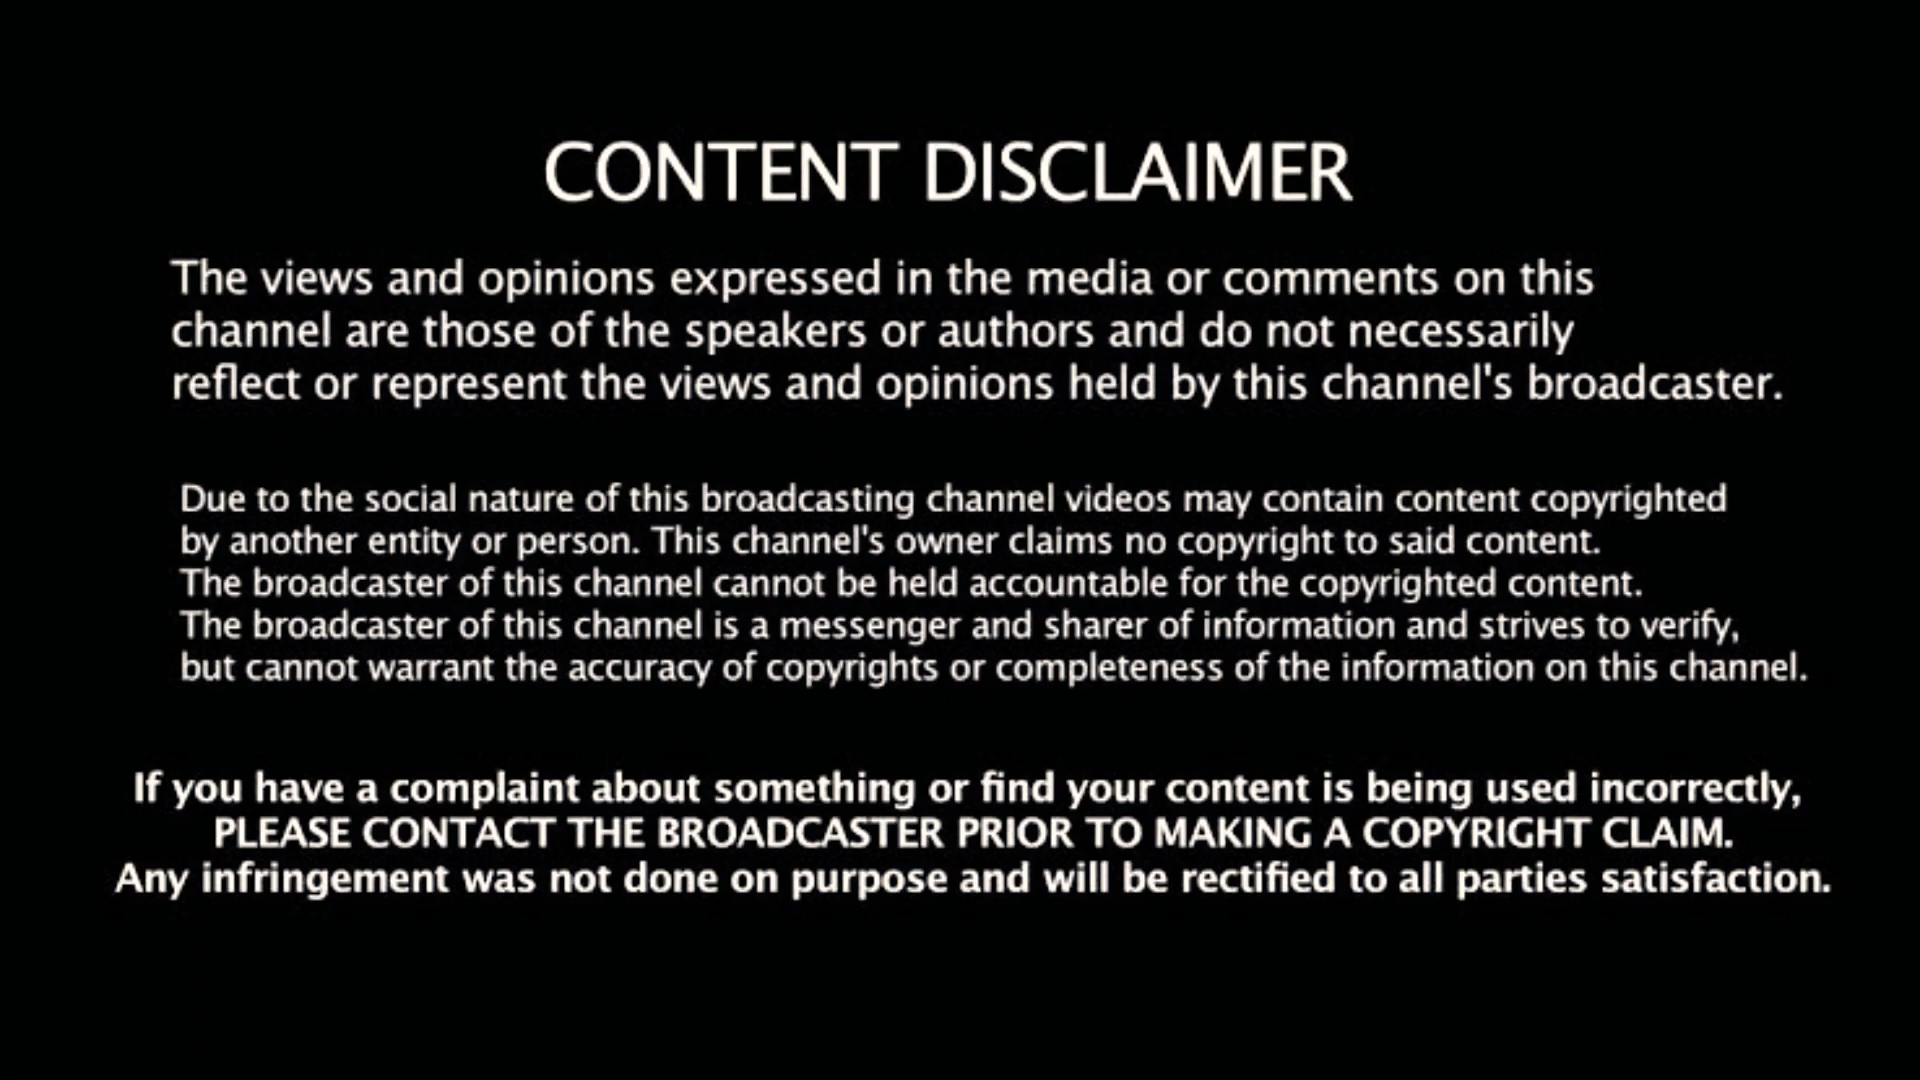 CONTENT DISCLAIMER
The views and opinions expressed in the media or comments on this
channel are those of the speakers or authors and do not necessarily
reflect or represent the views and opinions held by this channel's broadcaster.
Due to the social nature of this broadcasting channel videos may contain content copyrighted
by another entity or person. This channel's owner claims no copyright to said content.
The broadcaster of this channel cannot be held accountable for the copyrighted content.
The broadcaster of this channel is a messenger and sharer of information and strives to verify,
but cannot warrant the accuracy of copyrights or completeness of the information on this channel.
If you have a complaint about something or find your content is being used incorrectly,
PLEASE CONTACT THE BROADCASTER PRIOR TO MAKING A COPYRIGHT CLAIM.
Any infringement was not done on purpose and will be rectified to all parties satisfaction.